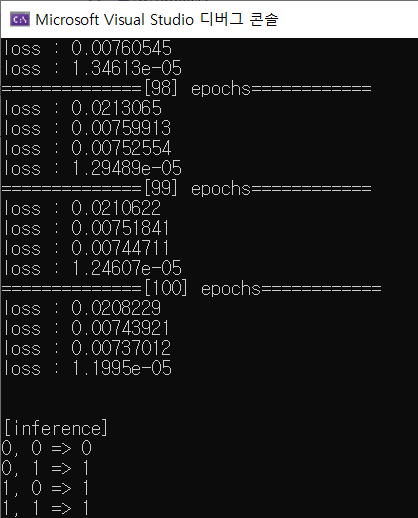 Microsoft Visual Studio 디버그 콘솔
loss : 0.00760545
loss : 1.34613e-05
==============[98] epochs============
loss : 0.0213065
loss : 0.00759913
loss : 0.00752554
loss : 1.29489e-05
==============[99] epochs============
loss : 0.0210622
loss : 0.00751841
loss : 0.00744711
loss : 1.24607e-05
==============[100] epochs============
loss : 0.0208229
loss : 0.00743921
loss : 0.00737012
loss : 1.1995e-05
[inference]
0, 0 => 0
0, 1 => 1
1, 0 => 1
1, 1 => 1